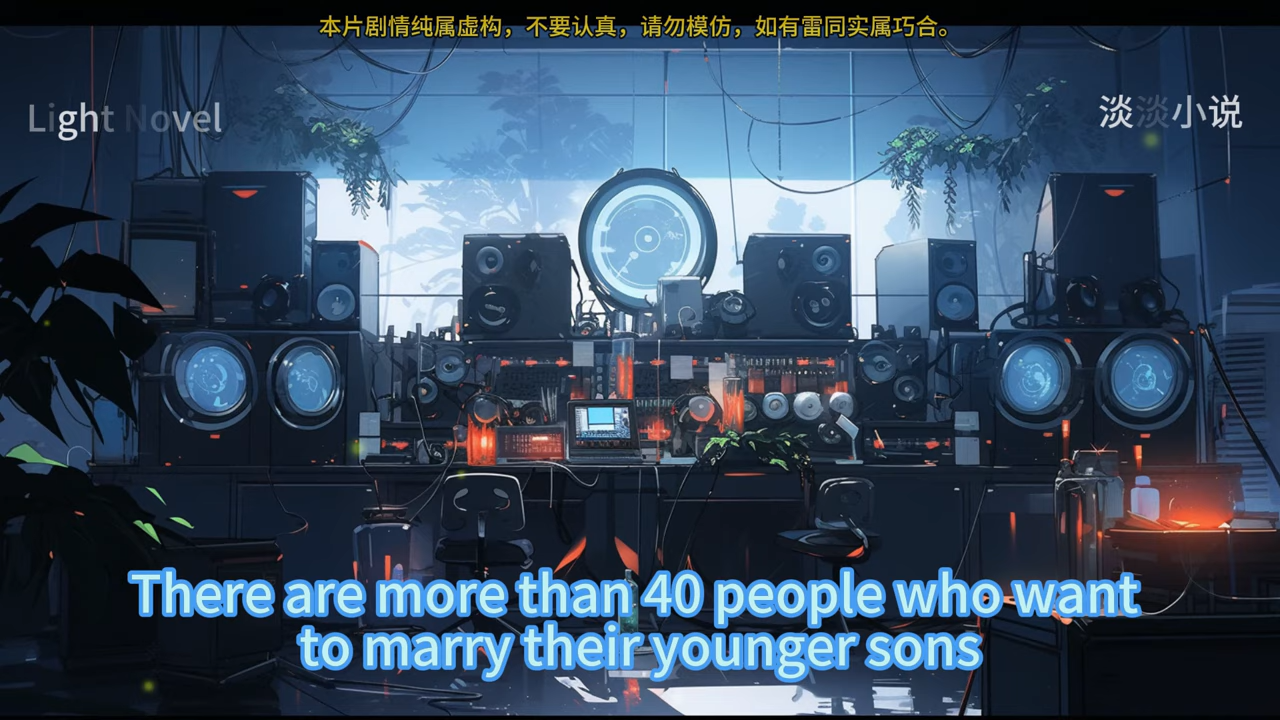 本片剧情纯属虚构，不要认真，请勿模仿，如有雷同实属巧合。
Light Novel
淡淡小说
There are more than 40 people who want
to marry their younger sons